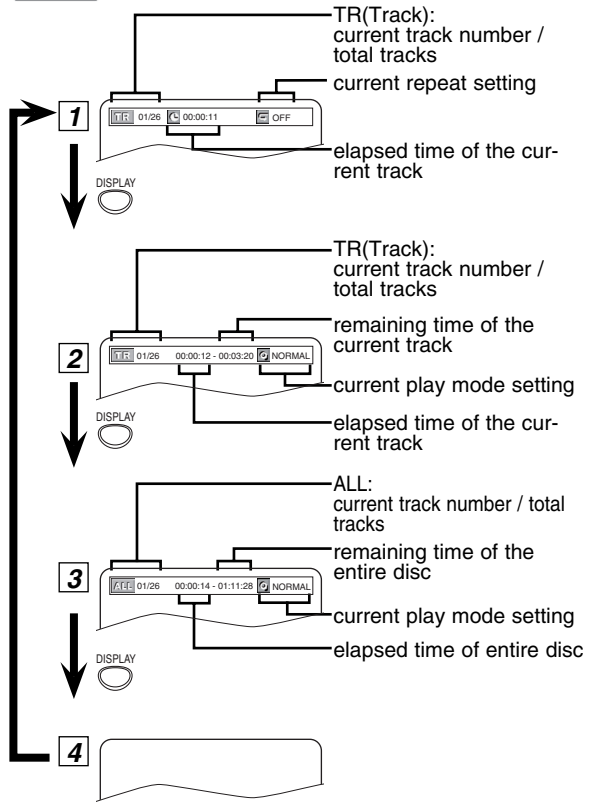 TR(Track):
current track number /
total tracks
current repeat setting
1
TR 01/26 00:00:11 OFF
elapsed time of the cur-
rent track
DISPLAY
TR(Track):
current track number /
total tracks
remaining time of the
current track
2
TR 01/26 00:00:12 - 00:03:20 NORMAL
current play mode setting
DISPLAY
elapsed time of the cur-
rent track
ALL:
current track number / total
tracks
remaining time of the
entire disc
3
ALL 01/26 00:00:14 - 01:11:28 NORMAL
current play mode setting
elapsed time of entire disc
DISPLAY
4